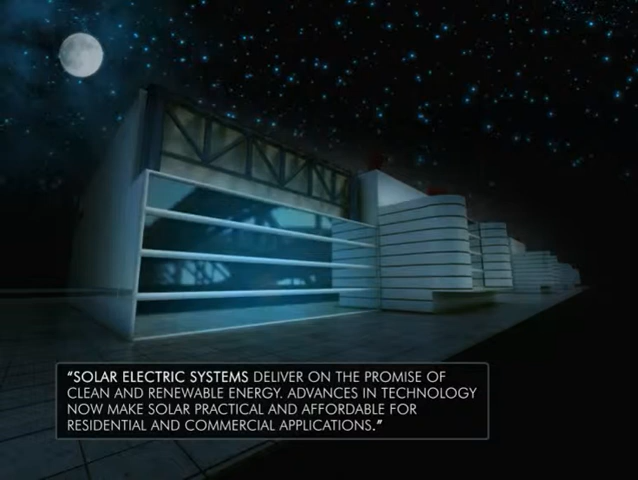 "SOLAR ELECTRIC SYSTEMS DELIVER ON THE PROMISE OF
CLEAN AND RENEWABLE ENERGY. ADVANCES IN TECHNOLOGY
NOW MAKE SOLAR PRACTICAL AND AFFORDABLE FOR
RESIDENTIAL AND COMMERCIAL APPLICATIONS."